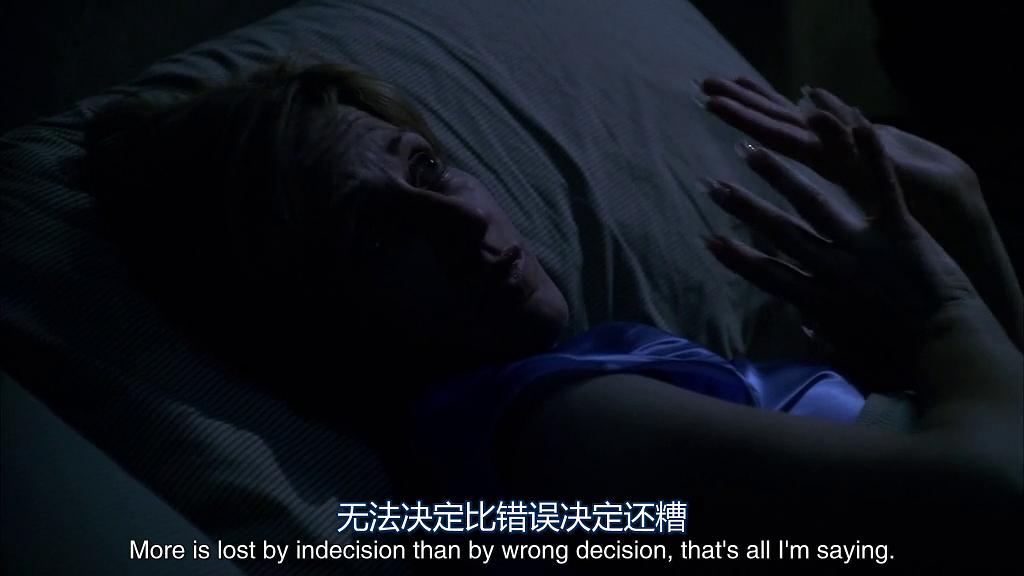 无法决定比错误决定还糟
More is lost by indecision than by wrong decision, that's all I'm saying.